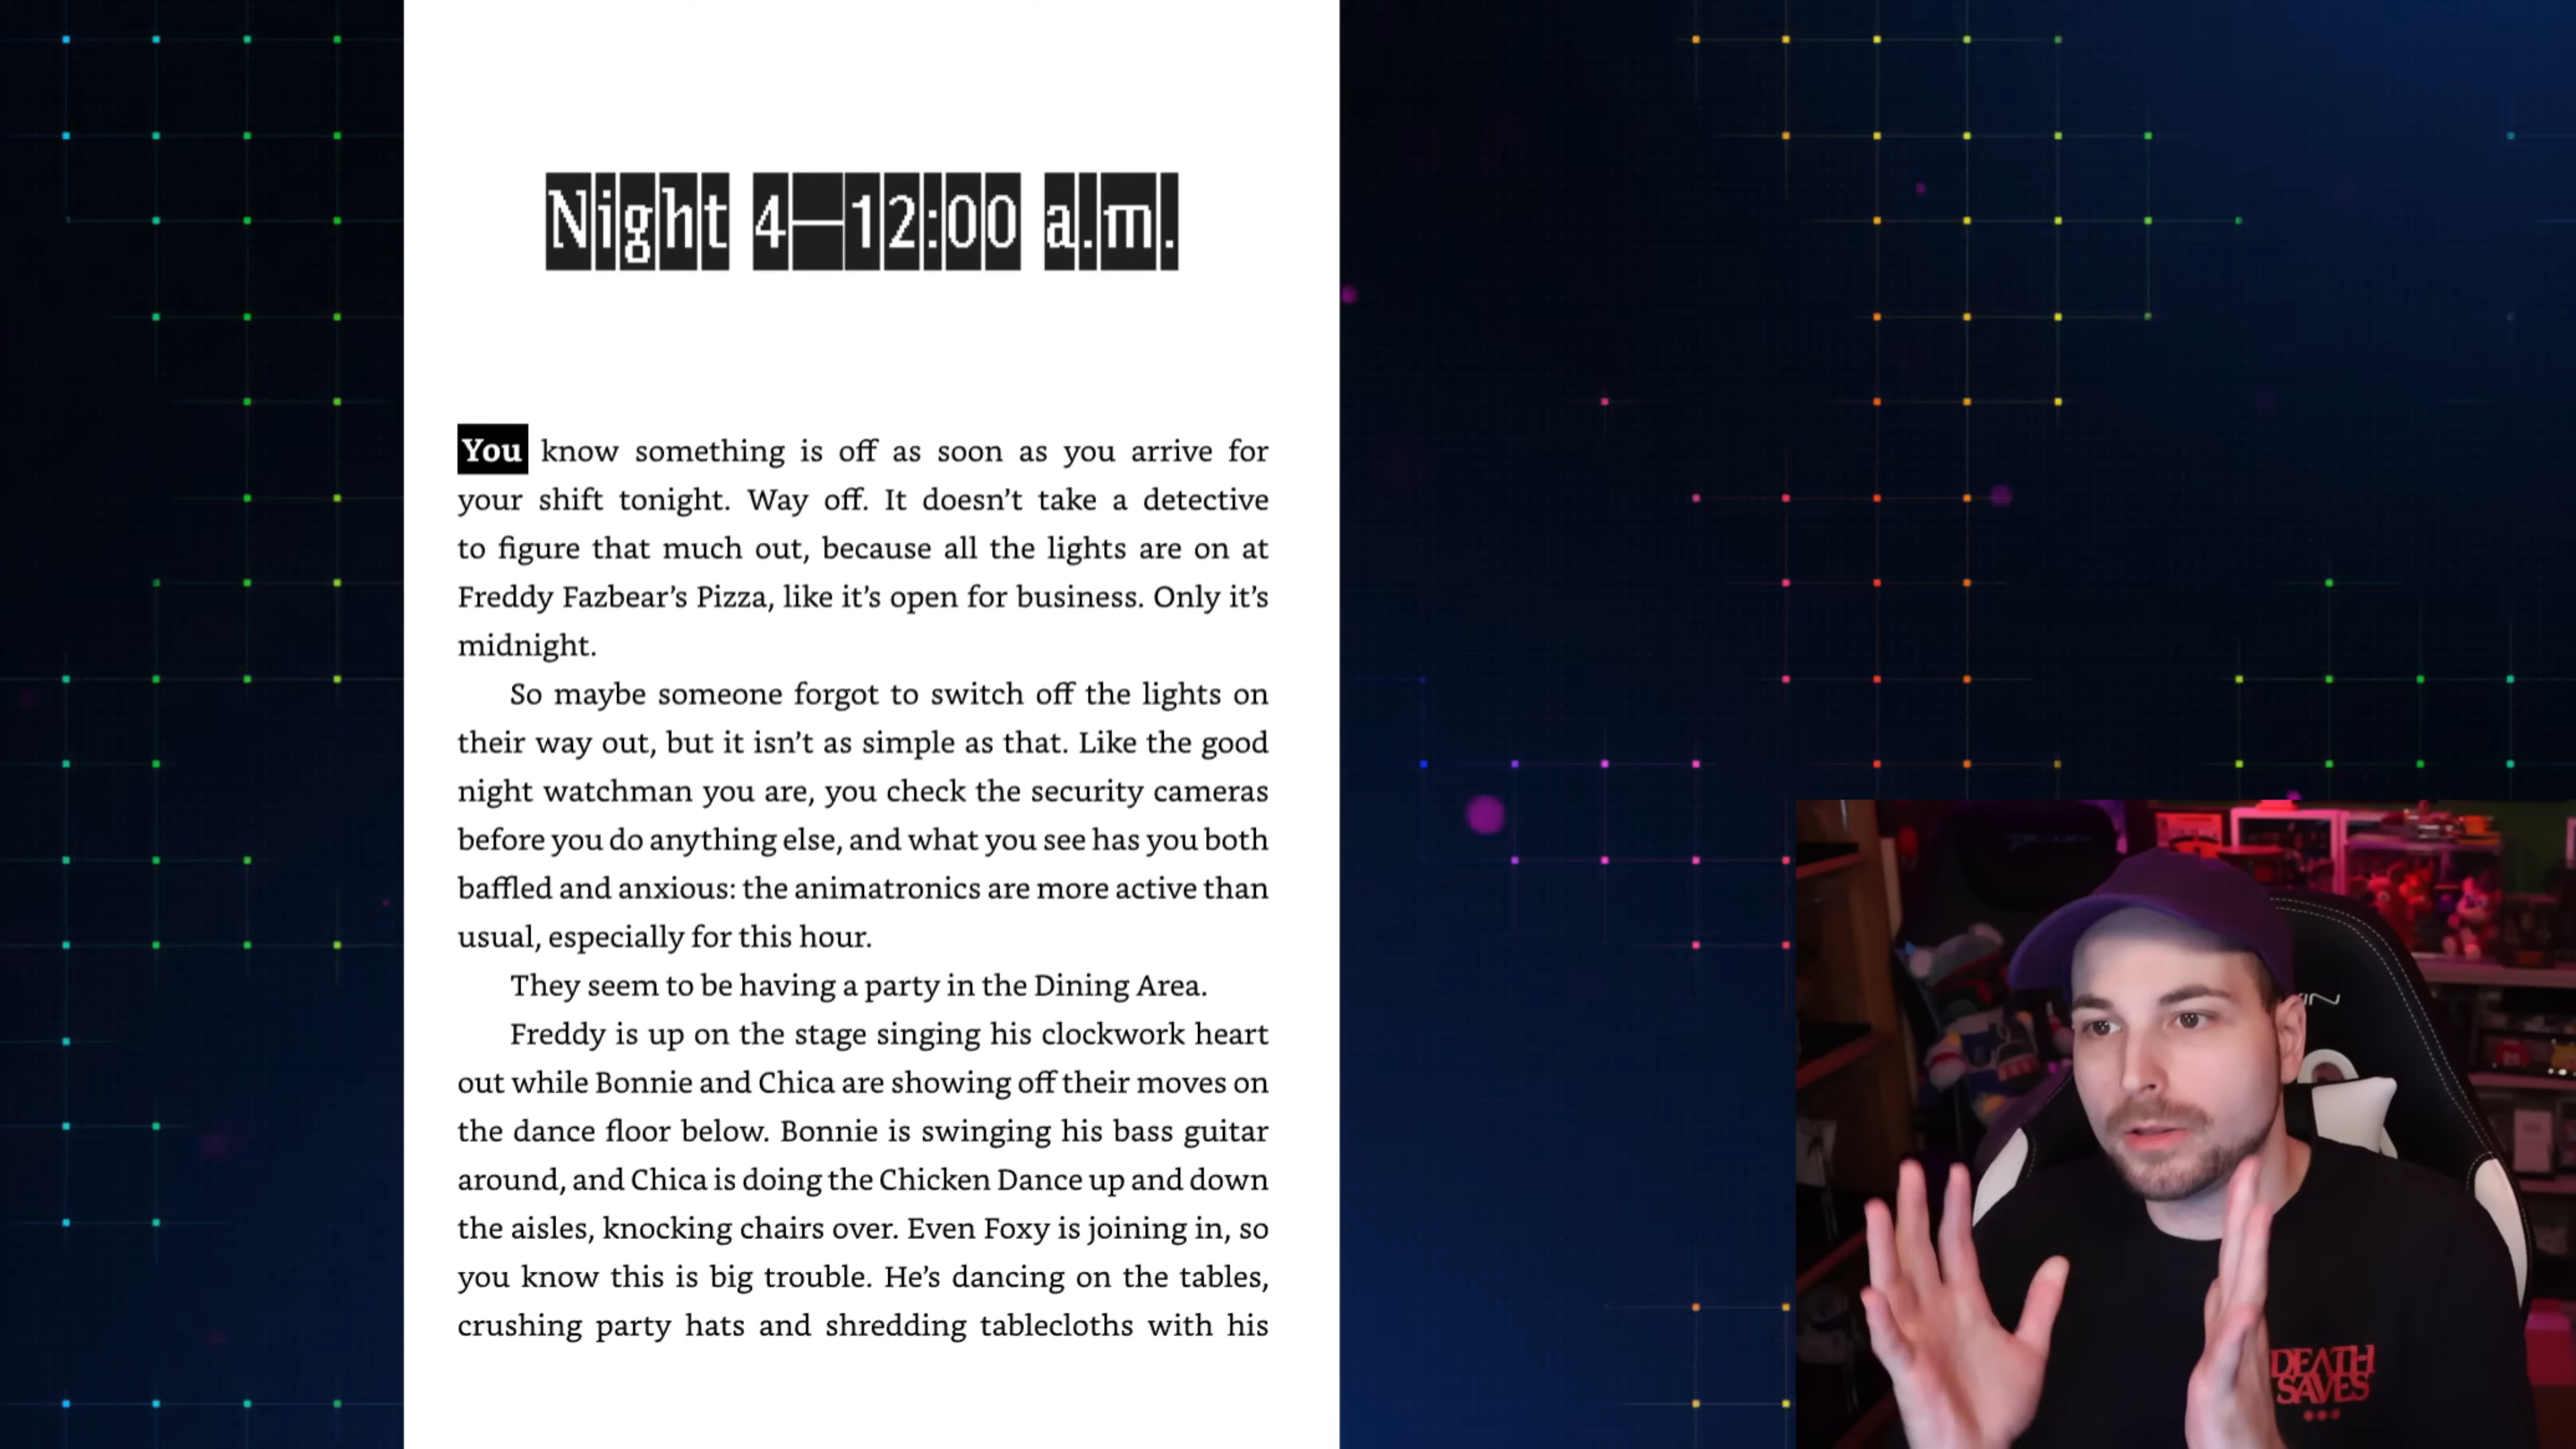 Night 4—12:00 a.m.
You know something is off as soon as you arrive for
your shift tonight. Way off. It doesn’t take a detective
to figure that much out, because all the lights are on at
Freddy Fazbear’s Pizza, like it’s open for business. Only it’s
midnight.
So maybe someone forgot to switch off the lights on
their way out, but it isn’t as simple as that. Like the good
night watchman you are, you check the security cameras
before you do anything else, and what you see has you both
baffled and anxious: the animatronics are more active than
usual, especially for this hour.
They seem to be having a party in the Dining Area.
Freddy is up on the stage singing his clockwork heart
out while Bonnie and Chica are showing off their moves on
the dance floor below. Bonnie is swinging his bass guitar
around, and Chica is doing the Chicken Dance up and down
the aisles, knocking chairs over. Even Foxy is joining in, so
you know this is big trouble. He’s dancing on the tables,
crushing party hats and shredding tablecloths with his
DEATH
SAVES